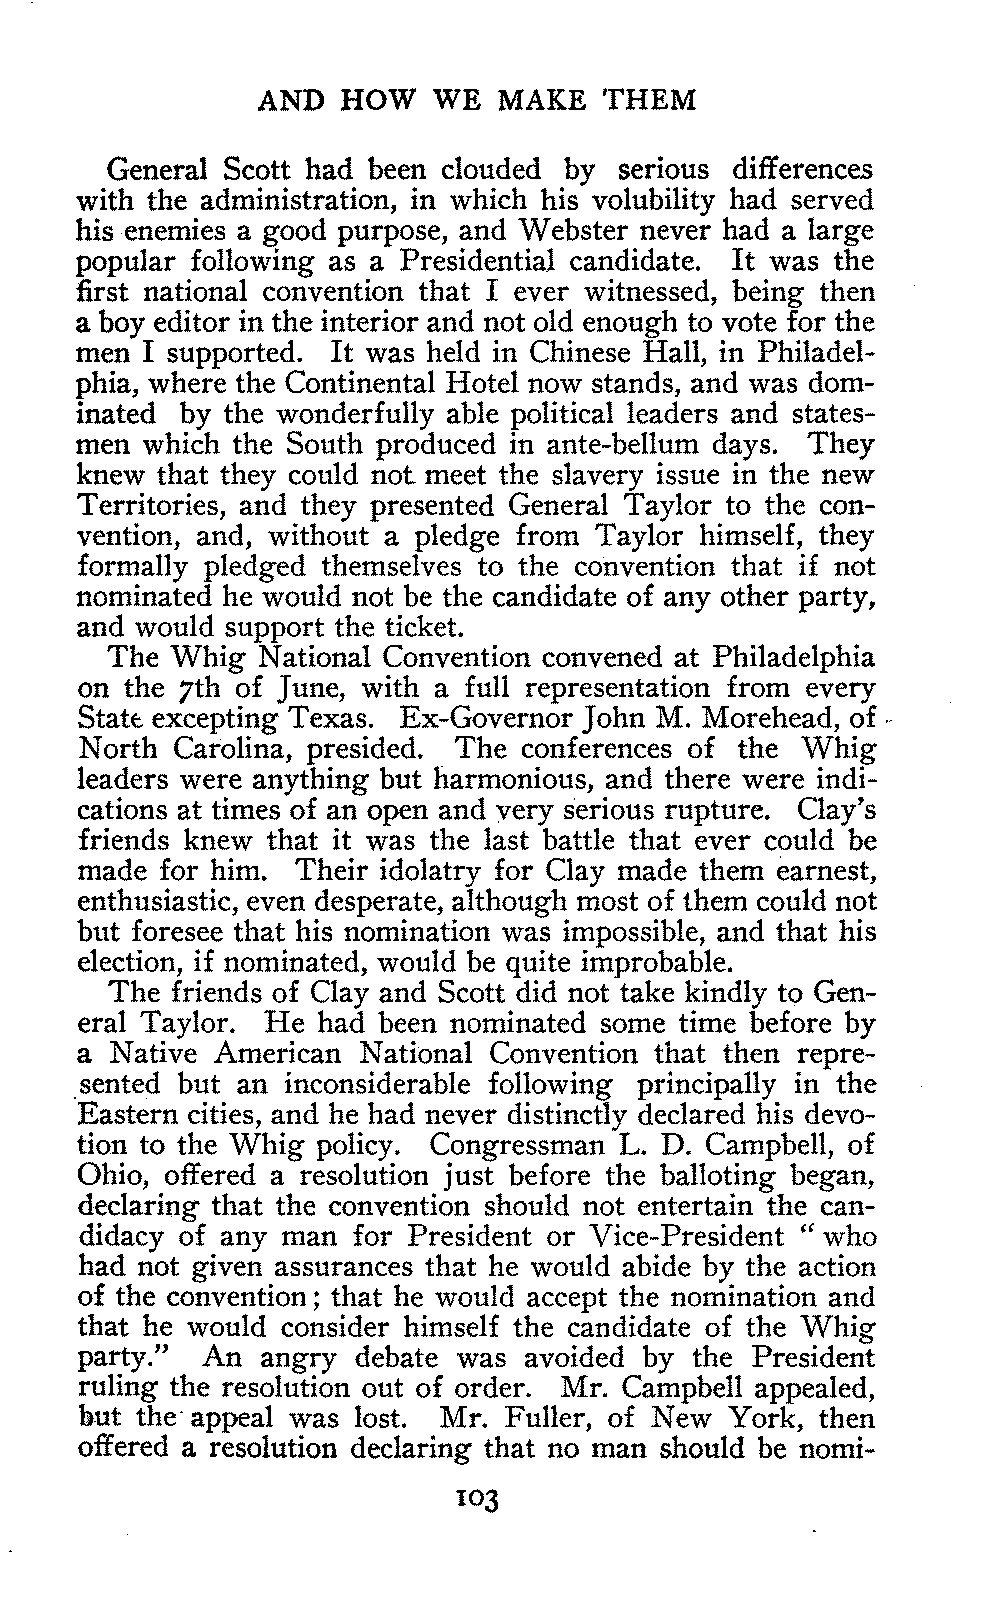 AND HOW WE MAKE THEM
General Scott had been clouded by serious differences
with the administration, in which his volubility had served
his enemies a good purpose, and Webster never had a large
popular following as a Presidential candidate. It was the
first national convention that I ever witnessed, being then
a boy editor in the interior and not old enough to vote for the
men I supported. It was held in Chinese Hall, in Philadel-
phia, where the Continental Hotel now stands, and was dom-
inated by the wonderfully able political leaders and states-
men which the South produced in ante-bellum days. They
knew that they could not meet the slavery issue in the new
Territories, and they presented General Taylor to the con-
vention, and, without a pledge from Taylor himself, they
formally pledged themselves to the convention that if not
nominated he would not be the candidate of any other party,
and would support the ticket.
The Whig National Convention convened at Philadelphia
on the 7th of June, with a full representation from every
State excepting Texas. Ex-Governor John M. Morehead, of
North Carolina, presided. The conferences of the Whig
leaders were anything but harmonious, and there were indi-
cations at times of an open and very serious rupture. Clay's
friends knew that it was the last battle that ever could be
made for him. Their idolatry for Clay made them earnest,
enthusiastic, even desperate, although most of them could not
but foresee that his nomination was impossible, and that his
election, if nominated, would be quite improbable.
The friends of Clay and Scott did not take kindly to Gen-
eral Taylor. He had been nominated some time before by
a Native American National Convention that then repre-
sented but an inconsiderable following principally in the
Eastern cities, and he had never distinctly declared his devo-
tion to the Whig policy. Congressman L. D. Campbell, of
Ohio, offered a resolution just before the balloting began,
declaring that the convention should not entertain the can-
didacy of any man for President or Vice-President " who
had not given assurances that he would abide by the action
of the convention; that he would accept the nomination and
that he would consider himself the candidate of the Whig
party." An angry debate was avoided by the President
ruling the resolution out of order. Mr. Campbell appealed,
but the appeal was lost. Mr. Fuller, of New York, then
offered a resolution declaring that no man should be nomi-
103